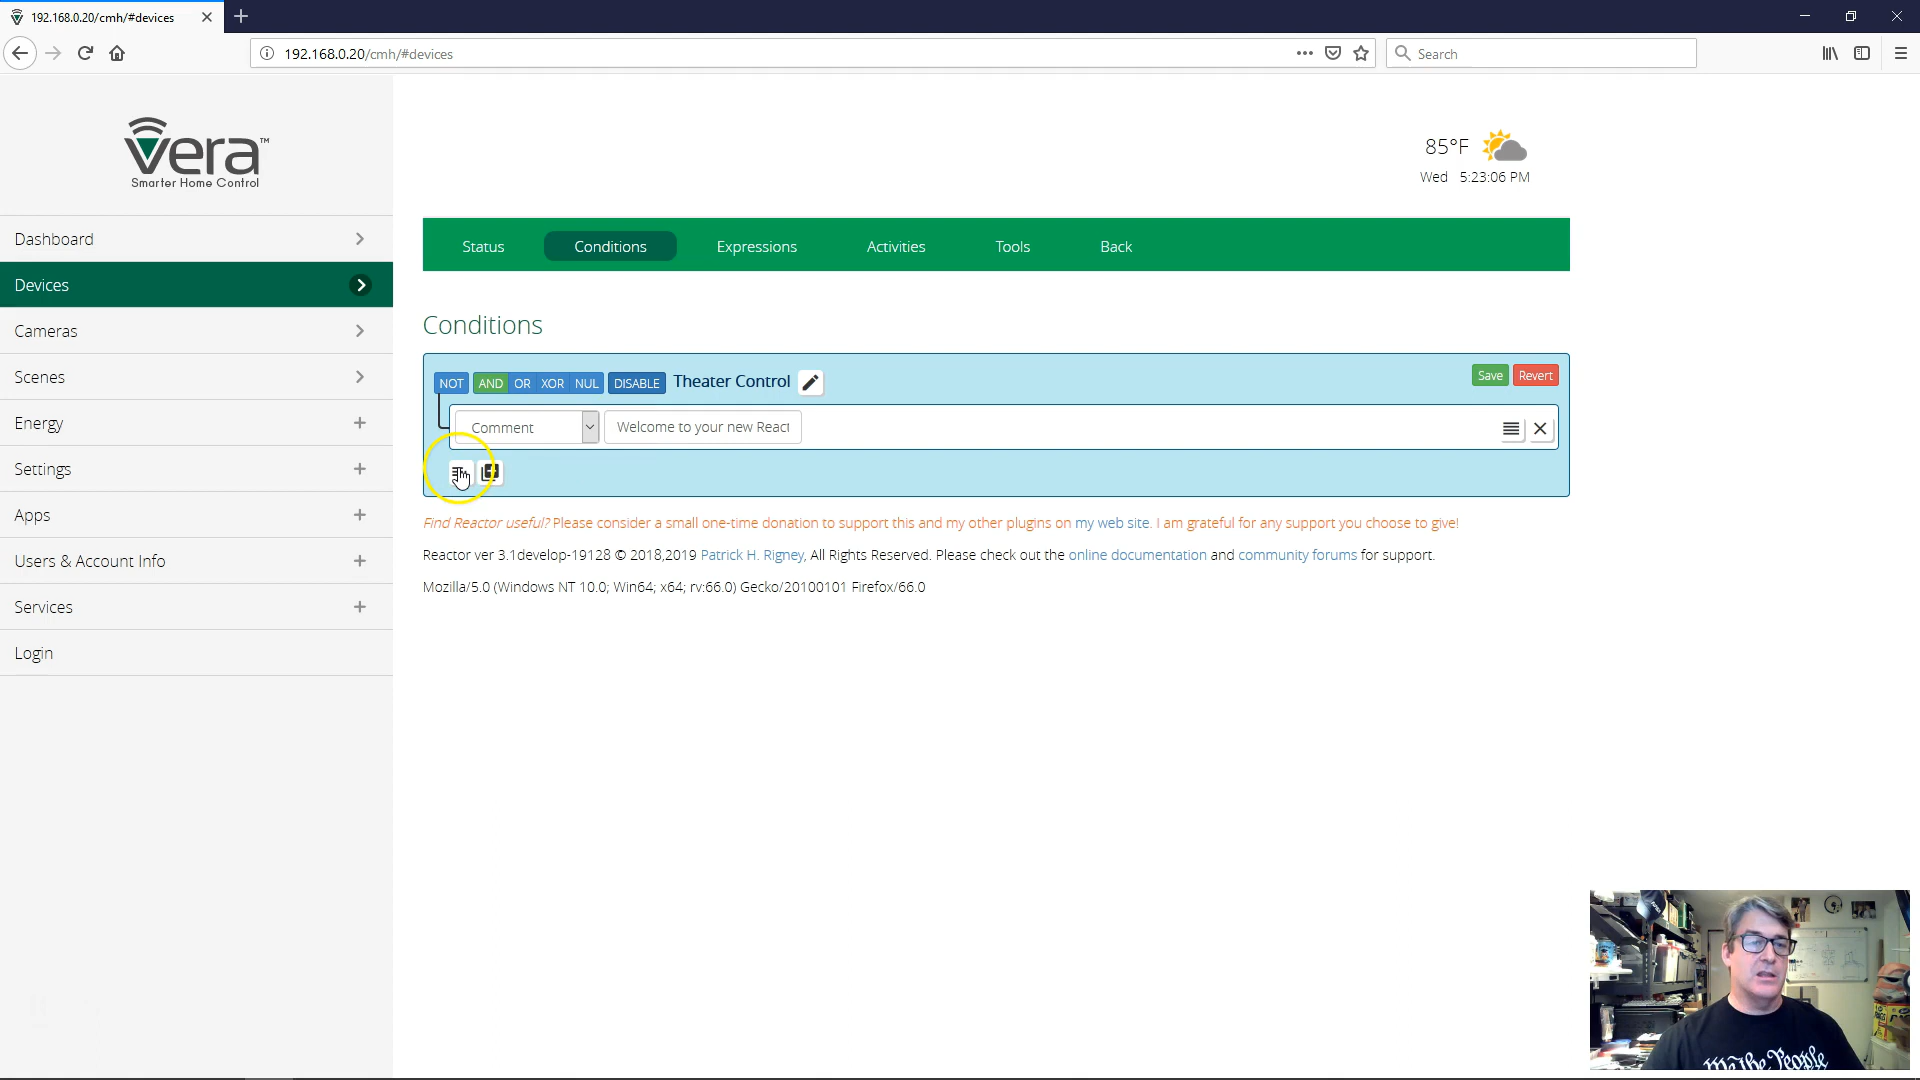 192.168.0.20/cmh/#devices
192.168.0.20/cmh/#devices
Search
vera™
Smarter Home Control
85°F
Wed 5:23:06 PM
Dashboard
Devices
Cameras
Scenes
Energy
Settings
Apps
Users & Account Info
Services
Login
Status Conditions Expressions Activities Tools Back
Conditions
NOT AND OR XOR NUL DISABLE Theater Control Save Revert
Comment Welcome to your new React
Find Reactor useful? Please consider a small one-time donation to support this and my other plugins on my web site. I am grateful for any support you choose to give!
Reactor ver 3.1develop-19128 © 2018,2019 Patrick H. Rigney, All Rights Reserved. Please check out the online documentation and community forums for support.
Mozilla/5.0 (Windows NT 10.0; Win64; x64; rv:66.0) Gecko/20100101 Firefox/66.0
We the People